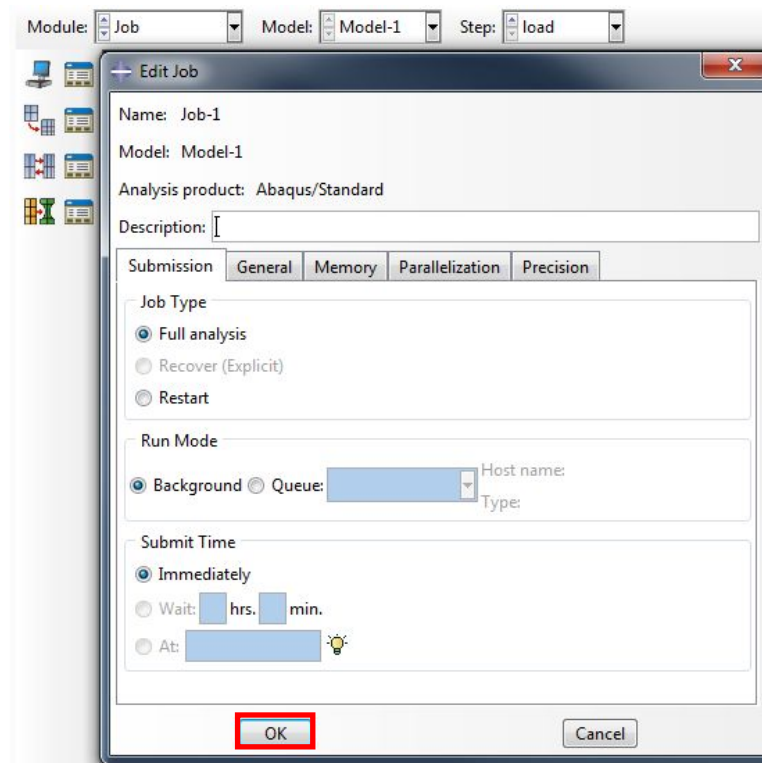 Module: Job Model: Model-1 Step: load
Edit Job
Name: Job-1
Model: Model-1
Analysis product: Abaqus/Standard
Description:
Submission General Memory Parallelization Precision
Job Type
Full analysis
Recover (Explicit)
Restart
Run Mode
Background Queue: Host name:
Type:
Submit Time
Immediately
Wait: hrs. min.
At:
OK Cancel